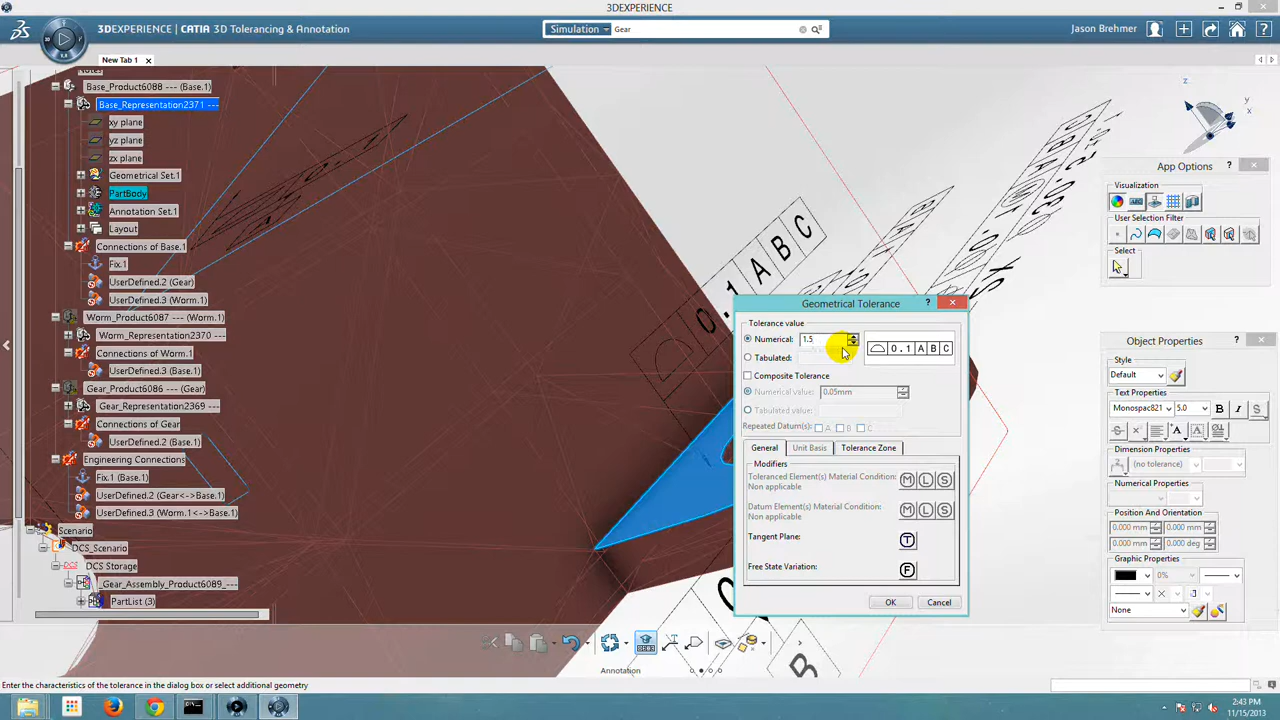 3DEXPERIENCE
3DEXPERIENCE | CATIA 3D Tolerancing & Annotation
Simulation
Gear
Jason Brehmer
New Tab 1
Notes
Base_Product6088 --- (Base.1)
Base_Representation2371 ---
xy plane
yz plane
zx plane
Geometrical Set.1
PartBody
Annotation Set.1
Layout
Connections of Base.1
Fix.1
UserDefined.2 (Gear)
UserDefined.3 (Worm.1)
Worm_Product6087 --- (Worm.1)
Worm_Representation2370 ---
Connections of Worm.1
UserDefined.3 (Base.1)
Gear_Product6086 --- (Gear)
Gear_Representation2369 ---
Connections of Gear
UserDefined.2 (Base.1)
Engineering Connections
Fix.1 (Base.1)
UserDefined.2 (Gear<->Base.1)
UserDefined.3 (Worm.1<->Base.1)
Scenario
DCS_Scenario
DCS Storage
_Gear_Assembly_Product6089_---
PartList (3)
0.1 A B C
B
z
y
x
Geometrical Tolerance
?
Tolerance value
Numerical:
1.5
0.1 A B C
Tabulated:
Composite Tolerance
Numerical value:
0.05mm
Tabulated value:
Repeated Datum(s):
A
B
C
General
Unit Basis
Tolerance Zone
Modifiers
Toleranced Element(s) Material Condition:
Non applicable
M L S
Datum Element(s) Material Condition:
Non applicable
M L S
Tangent Plane:
T
Free State Variation:
F
OK
Cancel
App Options
Visualization
User Selection Filter
Select
Object Properties
Style
Default
Text Properties
Monospac821
5.0
B I S
Dimension Properties
(no tolerance)
Numerical Properties
Position And Orientation
0.000 mm
0.000 mm
0.000 mm
0.000 deg
Graphic Properties
0%
None
Annotation
Enter the characteristics of the tolerance in the dialog box or select additional geometry
2:43 PM
11/15/2013